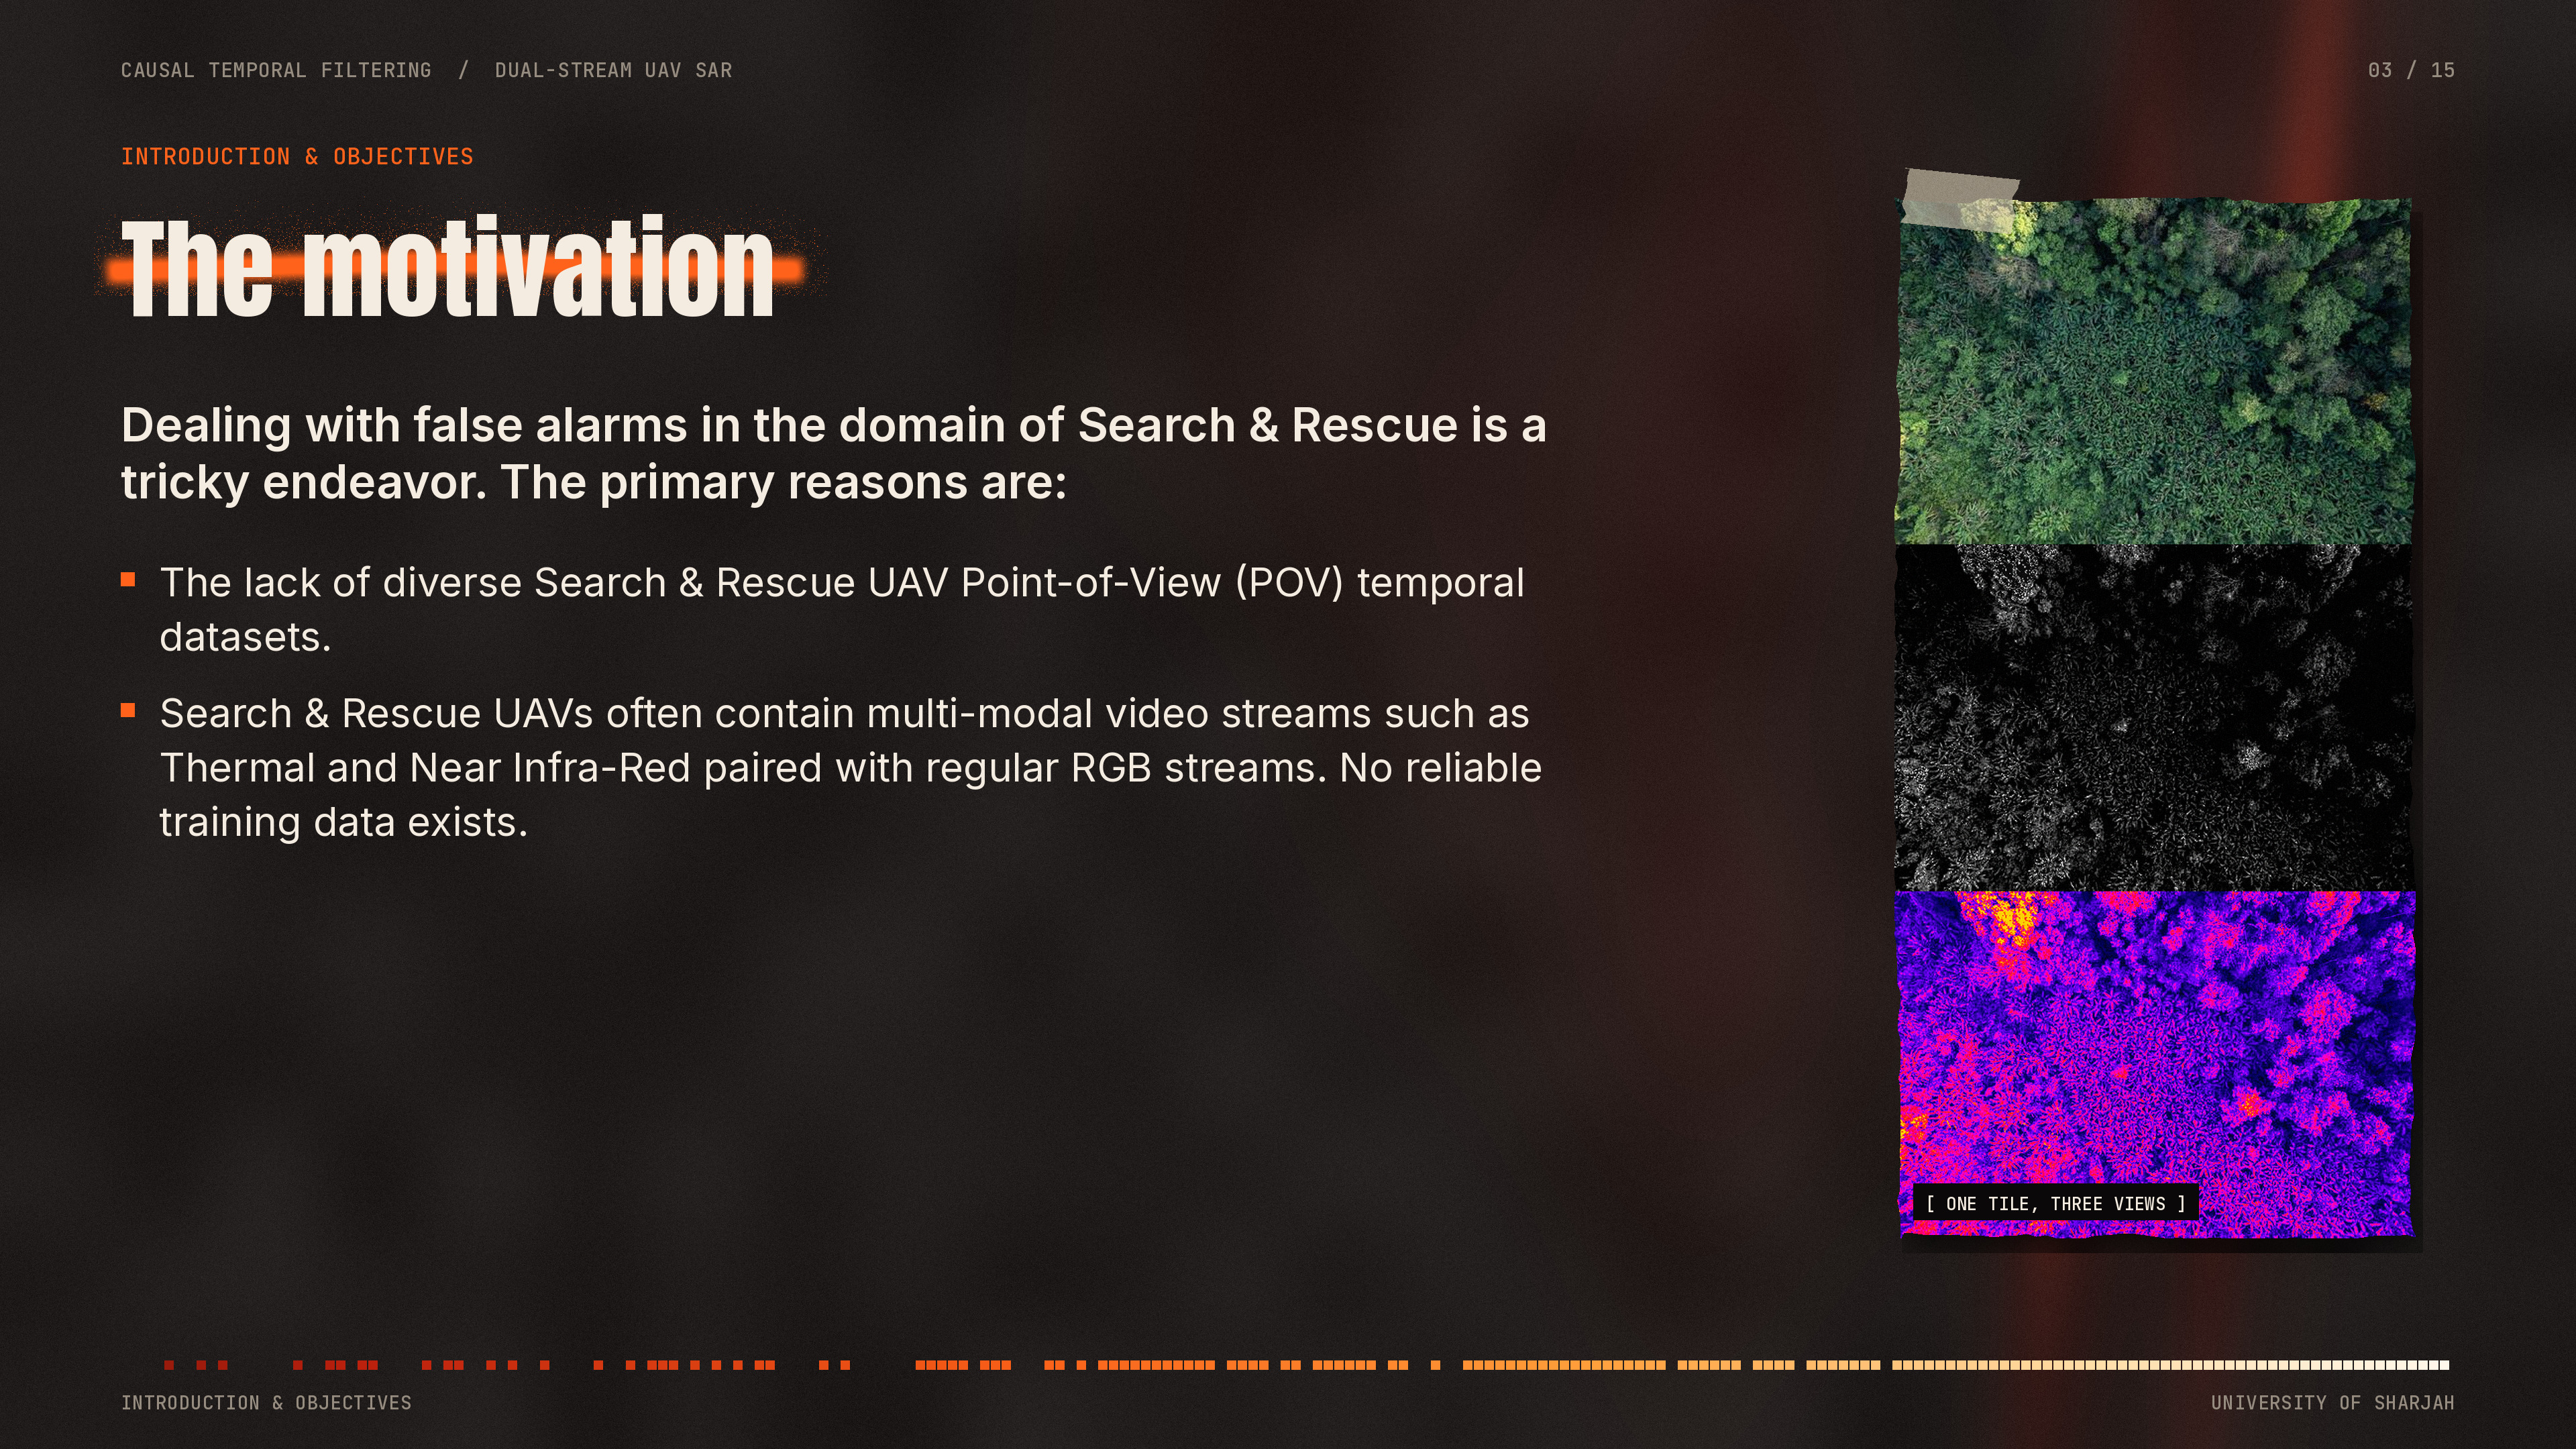 CAUSAL TEMPORAL FILTERING / DUAL-STREAM UAV SAR
03 / 15
INTRODUCTION & OBJECTIVES
The motivation
Dealing with false alarms in the domain of Search & Rescue is a
tricky endeavor. The primary reasons are:
The lack of diverse Search & Rescue UAV Point-of-View (POV) temporal
datasets.
Search & Rescue UAVs often contain multi-modal video streams such as
Thermal and Near Infra-Red paired with regular RGB streams. No reliable
training data exists.
[ ONE TILE, THREE VIEWS ]
INTRODUCTION & OBJECTIVES
UNIVERSITY OF SHARJAH